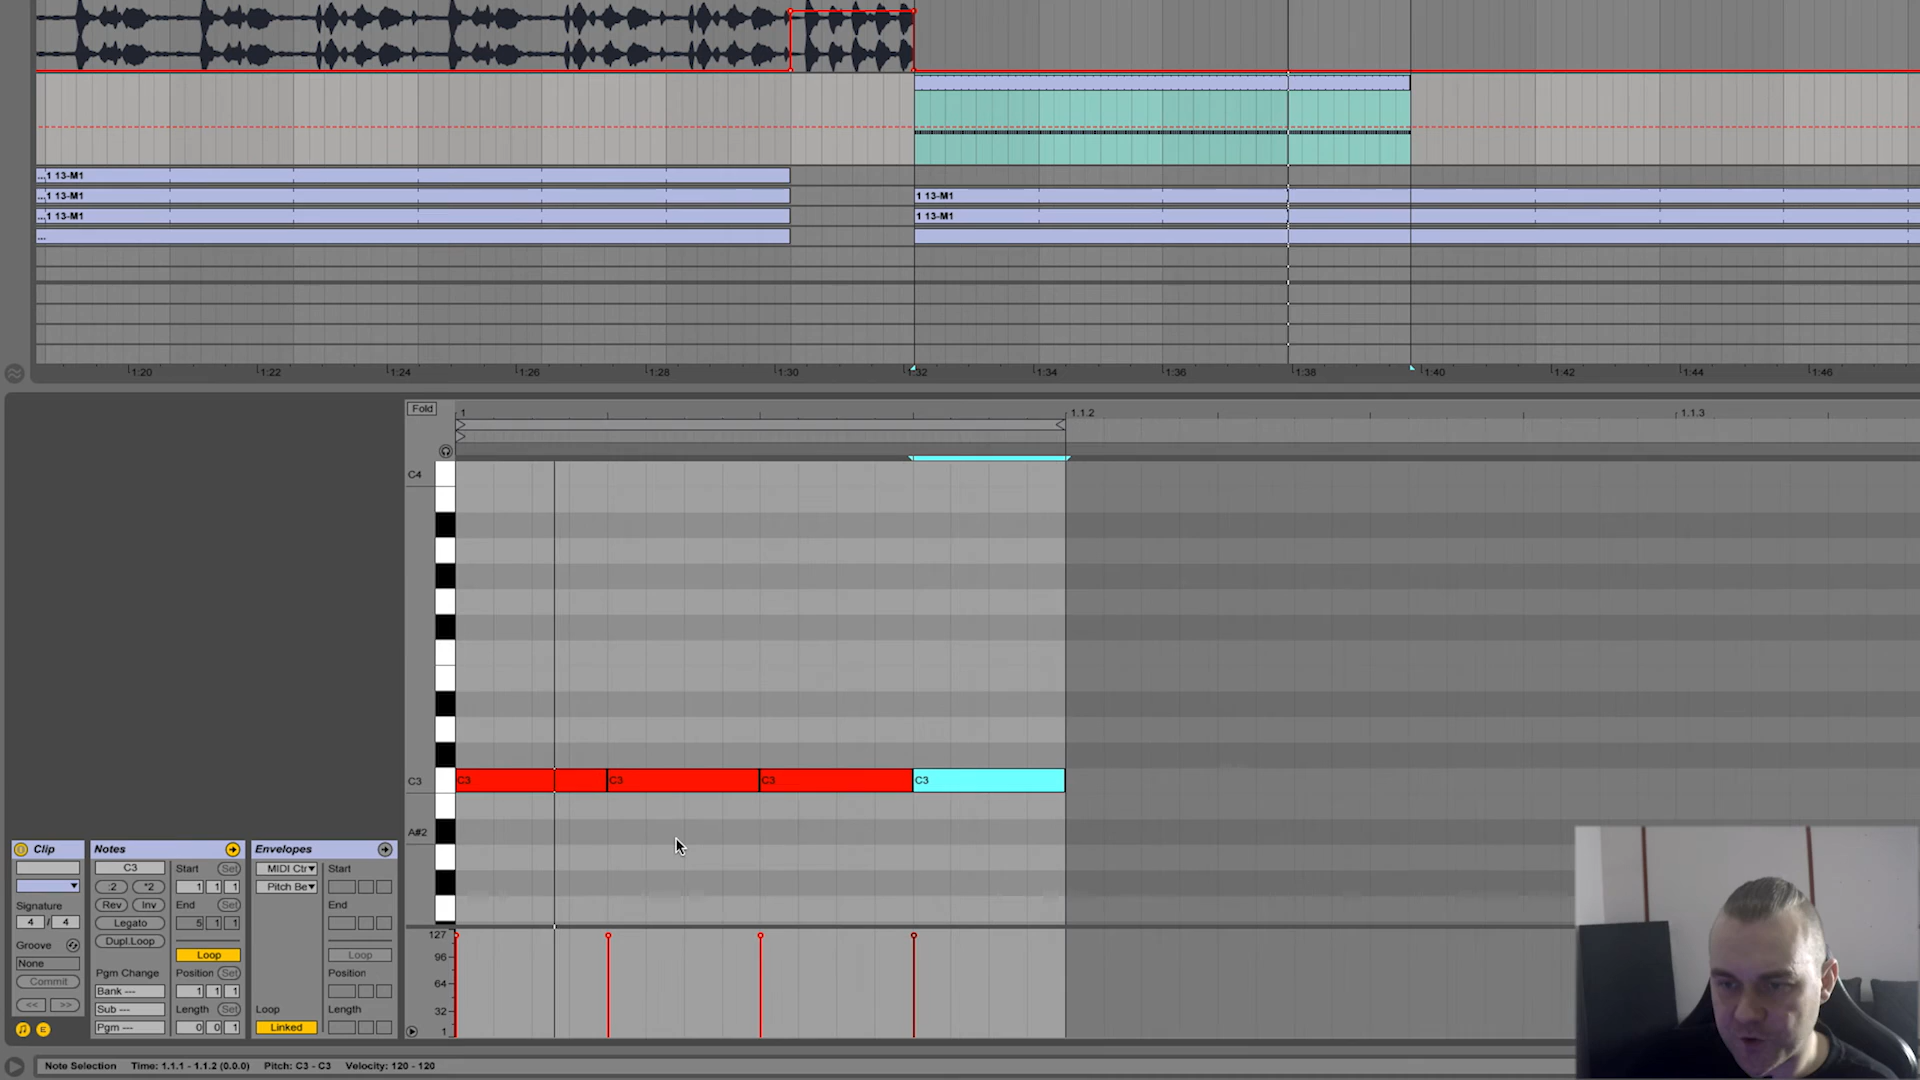 ...1 13-M1
...1 13-M1 1 13-M1
...1 13-M1 1 13-M1
...
1:20 1:22 1:24 1:26 1:28 1:30 1:32 1:34 1:36 1:38 1:40 1:42 1:44 1:46
Fold 1 1.1.2 1.1.3
C4
C3 C3 C3 C3 C3
A#2
Clip Notes Envelopes
C3 Start Set MIDI Ctr Start
:2 *2 1 1 1 Pitch Be
Signature Rev Inv End Set End
4 / 4 Legato 5 1 1
Groove Dupl.Loop Loop Loop
None Pgm Change Position Set Position
Commit Bank --- 1 1 1
<< >> Sub --- Length Set Loop Length
Pgm --- 0 0 1 Linked
E
127
96
64
32
1
Note Selection Time: 1.1.1 - 1.1.2 (0.0.0) Pitch: C3 - C3 Velocity: 120 - 120